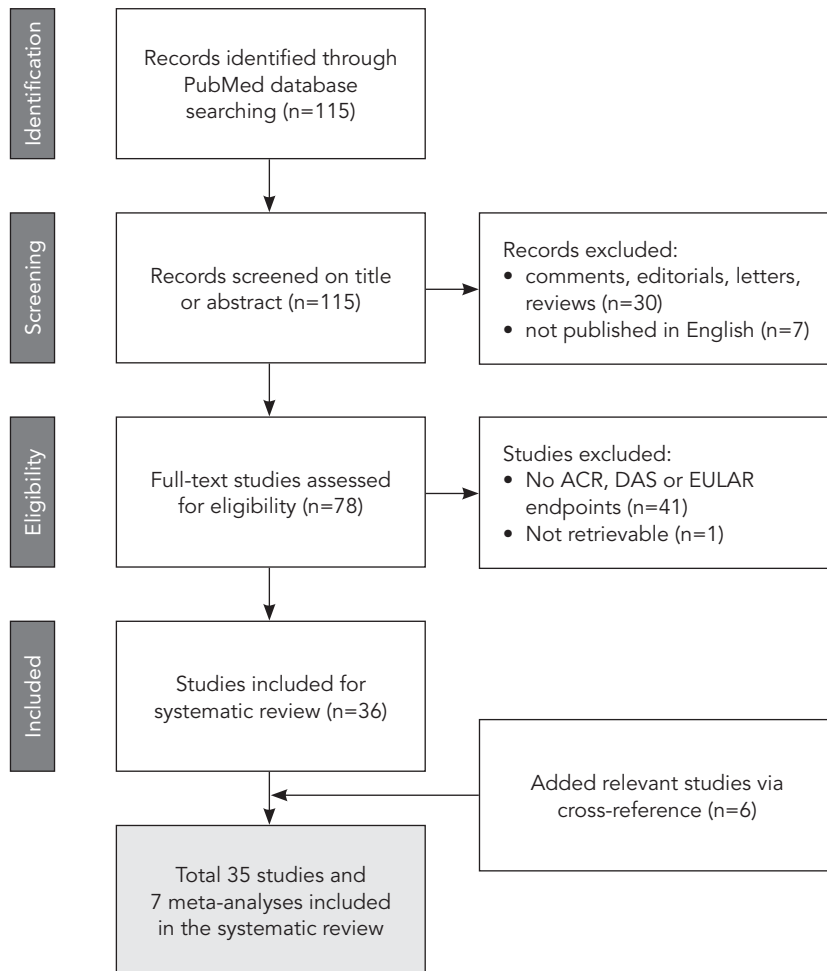 Identification
Records identified through
PubMed database
searching (n=115)
Screening
Records screened on title
or abstract (n=115)
Records excluded:
• comments, editorials, letters,
reviews (n=30)
• not published in English (n=7)
Eligibility
Full-text studies assessed
for eligibility (n=78)
Studies excluded:
• No ACR, DAS or EULAR
endpoints (n=41)
• Not retrievable (n=1)
Included
Studies included for
systematic review (n=36)
Added relevant studies via
cross-reference (n=6)
Total 35 studies and
7 meta-analyses included
in the systematic review